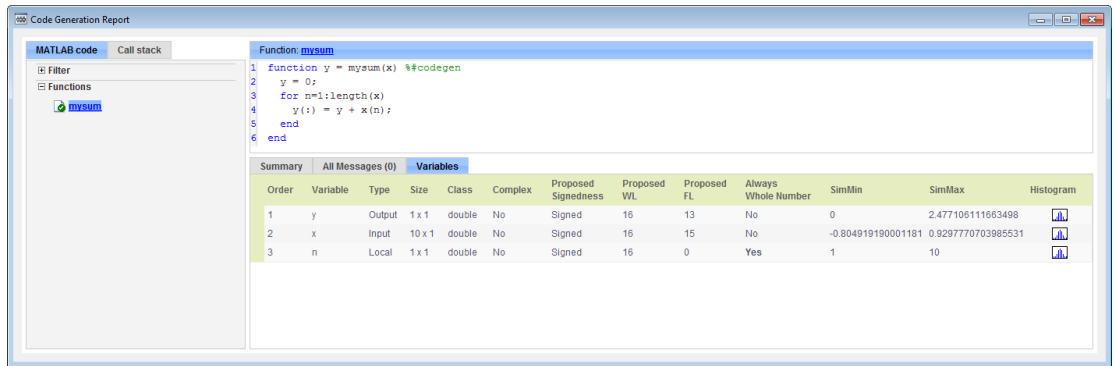 Code Generation Report
MATLAB code Call stack
Filter
Functions
mysum
Function: mysum
1 function y = mysum(x) %#codegen
2 y = 0;
3 for n=1:length(x)
4 y(:) = y + x(n);
5 end
6 end
Summary All Messages (0) Variables
Order Variable Type Size Class Complex Proposed Signedness Proposed WL Proposed FL Always Whole Number SimMin SimMax Histogram
1 y Output 1 x 1 double No Signed 16 13 No 0 2.477106111663498
2 x Input 10 x 1 double No Signed 16 15 No -0.804919190001181 0.9297770703985531
3 n Local 1 x 1 double No Signed 16 0 Yes 1 10